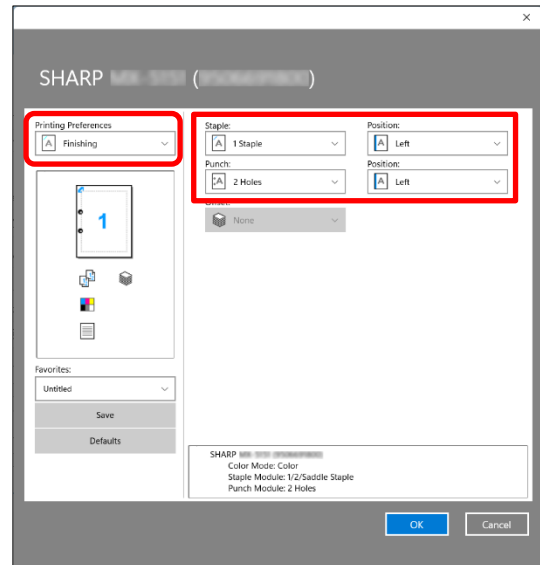 SHARP (
)
Printing Preferences
A Finishing
Staple:
Position:
A 1 Staple
A Left
Punch:
Position:
A 2 Holes
A Left
Offset:
None
1
Favorites:
Untitled
Save
Defaults
SHARP
Color Mode: Color
Staple Module: 1/2/Saddle Staple
Punch Module: 2 Holes
OK
Cancel